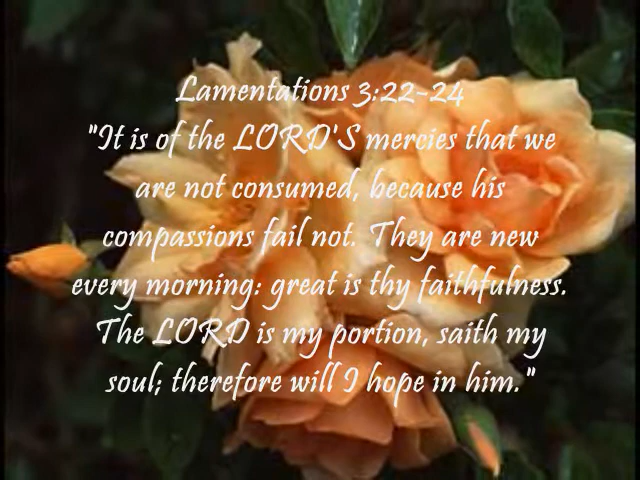 Lamentations 3:22-24
"It is of the LORD'S mercies that we
are not consumed, because his
compassions fail not. They are new
every morning: great is thy faithfulness.
The LORD is my portion, saith my
soul; therefore will I hope in him."